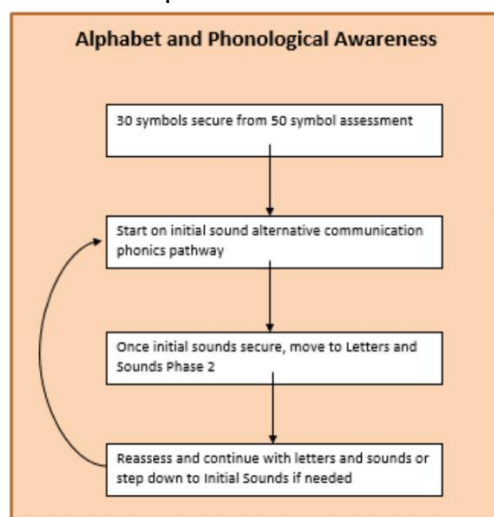 Alphabet and Phonological Awareness
30 symbols secure from 50 symbol assessment
Start on initial sound alternative communication
phonics pathway
Once initial sounds secure, move to Letters and
Sounds Phase 2
Reassess and continue with letters and sounds or
step down to Initial Sounds if needed